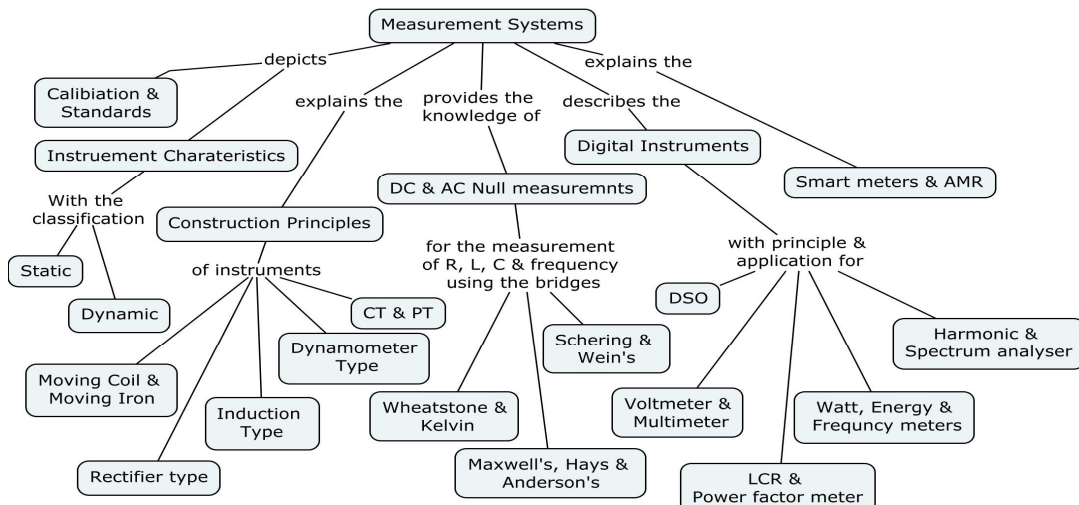 Measurement Systems
depicts
explains the
Calibiation &
Standards
explains the
provides the
knowledge of
describes the
Instruement Charateristics
Digital Instruments
Smart meters & AMR
With the
classification
DC & AC Null measuremnts
Construction Principles
for the measurement
of R, L, C & frequency
using the bridges
with principle &
application for
Static
of instruments
Dynamic
CT & PT
DSO
Dynamometer
Type
Schering &
Wein's
Harmonic &
Spectrum analyser
Moving Coil &
Moving Iron
Induction
Type
Wheatstone &
Kelvin
Voltmeter &
Multimeter
Watt, Energy &
Frequncy meters
Rectifier type
Maxwell's, Hays &
Anderson's
LCR &
Power factor meter